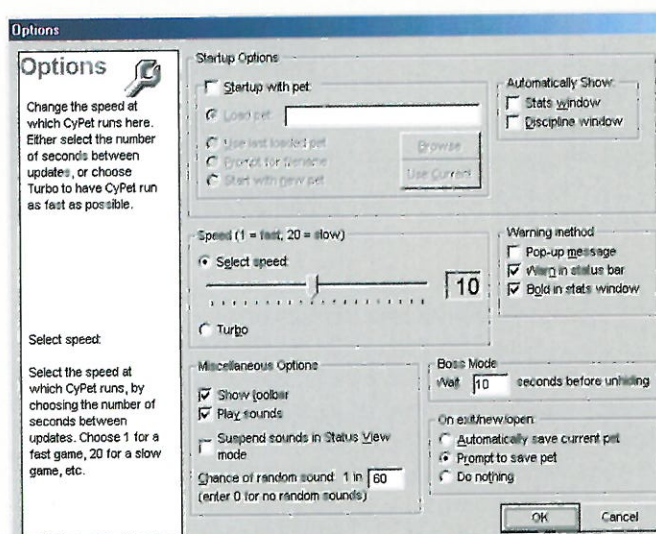 Options
Options
Change the speed at
which CyPet runs here.
Either select the number
of seconds between
updates, or choose
Turbo to have CyPet run
as fast as possible.
Select speed:
Select the speed at
which CyPet runs, by
choosing the number of
seconds between
updates. Choose 1 for a
fast game, 20 for a slow
game, etc.
Startup Options
Startup with pet:
Load pet:
Use last loaded pet
Prompt for filename
Start with new pet
Browse
Use Current
Automatically Show:
Stats window
Discipline window
Speed (1 = fast, 20 = slow)
Select speed:
10
Turbo
Warning method
Pop-up message
Warn in status bar
Bold in stats window
Miscellaneous Options
Show toolbar
Play sounds
Suspend sounds in Status View
mode
Chance of random sound: 1 in 60
(enter 0 for no random sounds)
Boss Mode
Wait 10 seconds before unhiding
On exit/new/open:
Automatically save current pet
Prompt to save pet
Do nothing
OK Cancel